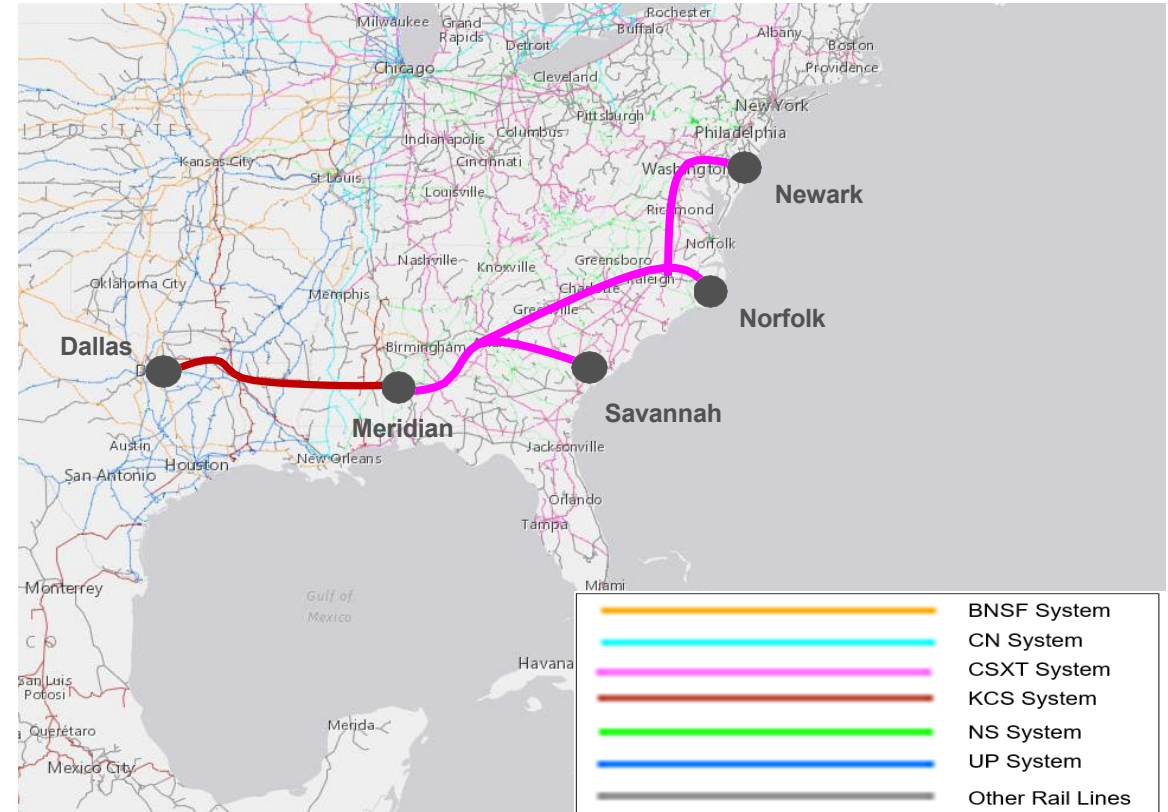 Milwaukee
Grand
Rapids
Rochester
Buffalo
Albany
Detroit
Boston
Chicago
Providence
Cleveland
New York
Pittsburgh
UNITED STATES
Columbus
Philadelphia
Indianapolis
Kansas City
Cincinnati
Washington
St Louis
Newark
Louisville
Richmond
Norfolk
Nashville
Greensboro
Knoxville
Oklahoma City
Raleigh
Charlotte
Memphis
Greenville
Norfolk
Dallas
Birmingham
Savannah
Meridian
Austin
Jacksonville
New Orleans
Houston
San Antonio
Orlando
Tampa
Monterrey
Miami
Gulf of
Mexico
BNSF System
CN System
Havana
CSXT System
San Luis
Potosi
KCS System
Merida
Querétaro
NS System
UP System
Mexico City
Other Rail Lines